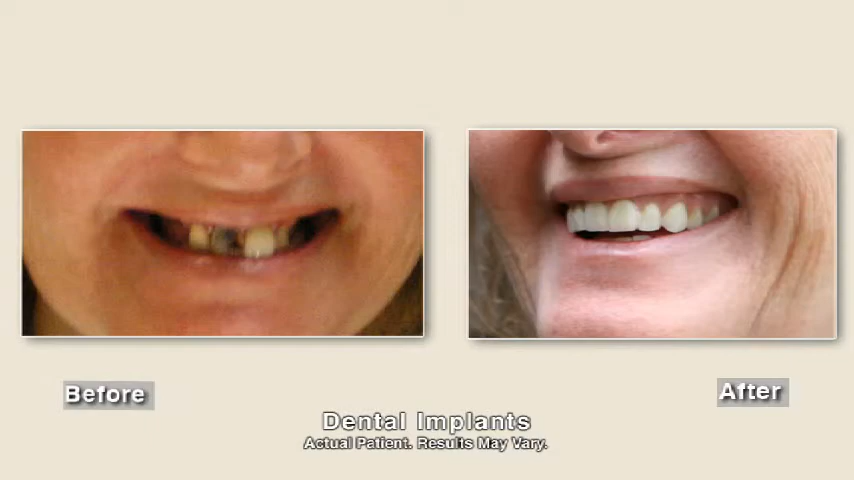 Before
After
Dental Implants
Actual Patient. Results May Vary.